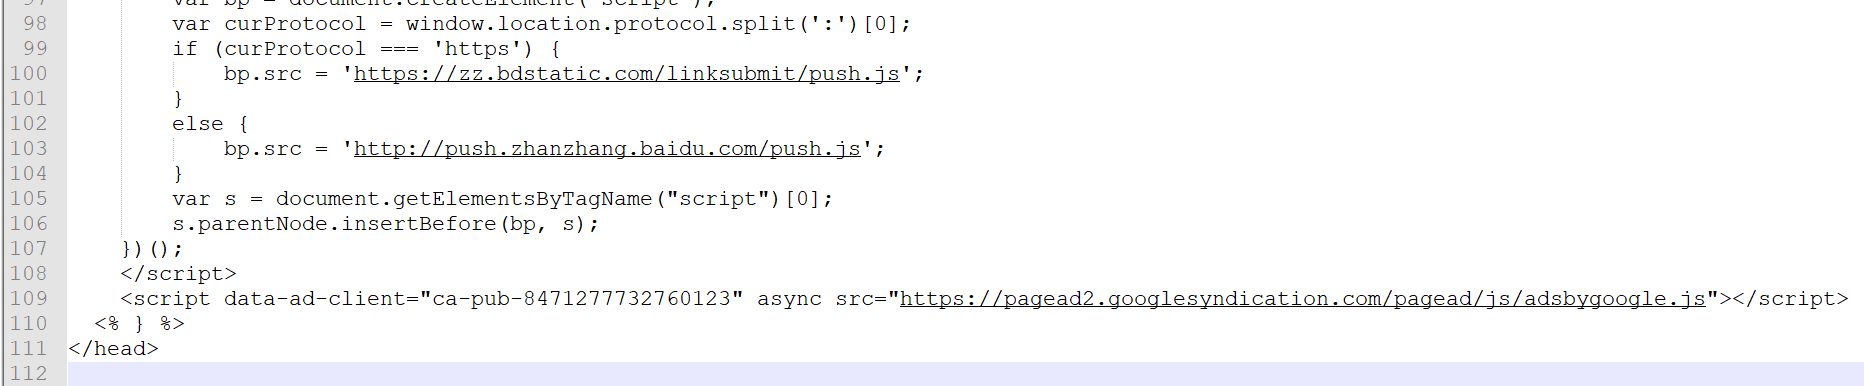 97 var bp = document.createElement('script');
98 var curProtocol = window.location.protocol.split(':')[0];
99 if (curProtocol === 'https') {
100 bp.src = 'https://zz.bdstatic.com/linksubmit/push.js';
101 }
102 else {
103 bp.src = 'http://push.zhanzhang.baidu.com/push.js';
104 }
105 var s = document.getElementsByTagName("script")[0];
106 s.parentNode.insertBefore(bp, s);
107 })();
108 </script>
109 <script data-ad-client="ca-pub-8471277732760123" async src="https://pagead2.googlesyndication.com/pagead/js/adsbygoogle.js"></script>
110 <% } %>
111 </head>
112